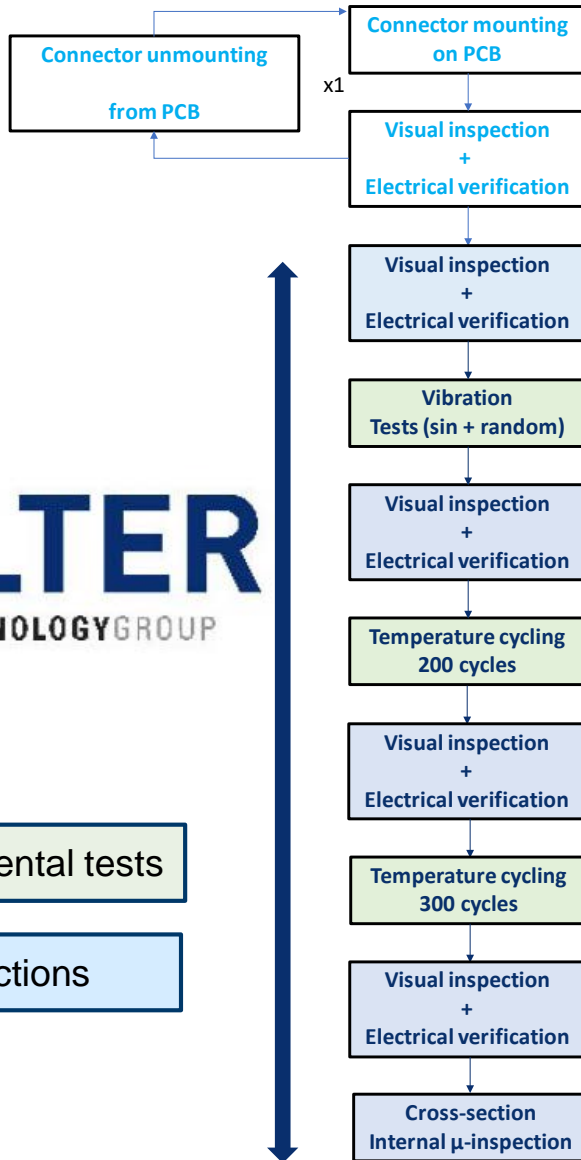 Connector mounting
on PCB
Connector unmounting
from PCB
x1
Visual inspection
+
Electrical verification
Visual inspection
+
Electrical verification
Vibration
Tests (sin + random)
Visual inspection
+
Electrical verification
LTER
NOLOGYGROUP
Temperature cycling
200 cycles
Visual inspection
+
Electrical verification
ental tests
Temperature cycling
300 cycles
ctions
Visual inspection
+
Electrical verification
Cross-section
Internal µ-inspection